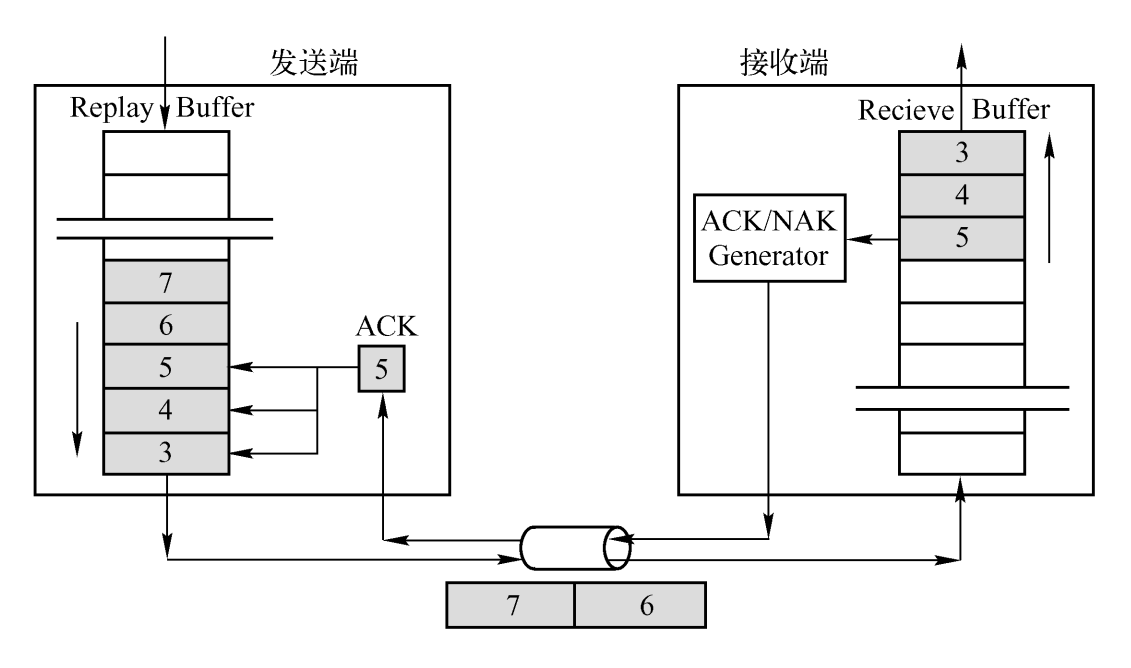 发送端
Replay Buffer
7
6
5
4
3
ACK
5
接收端
Recieve Buffer
3
4
5
ACK/NAK
Generator
7 6